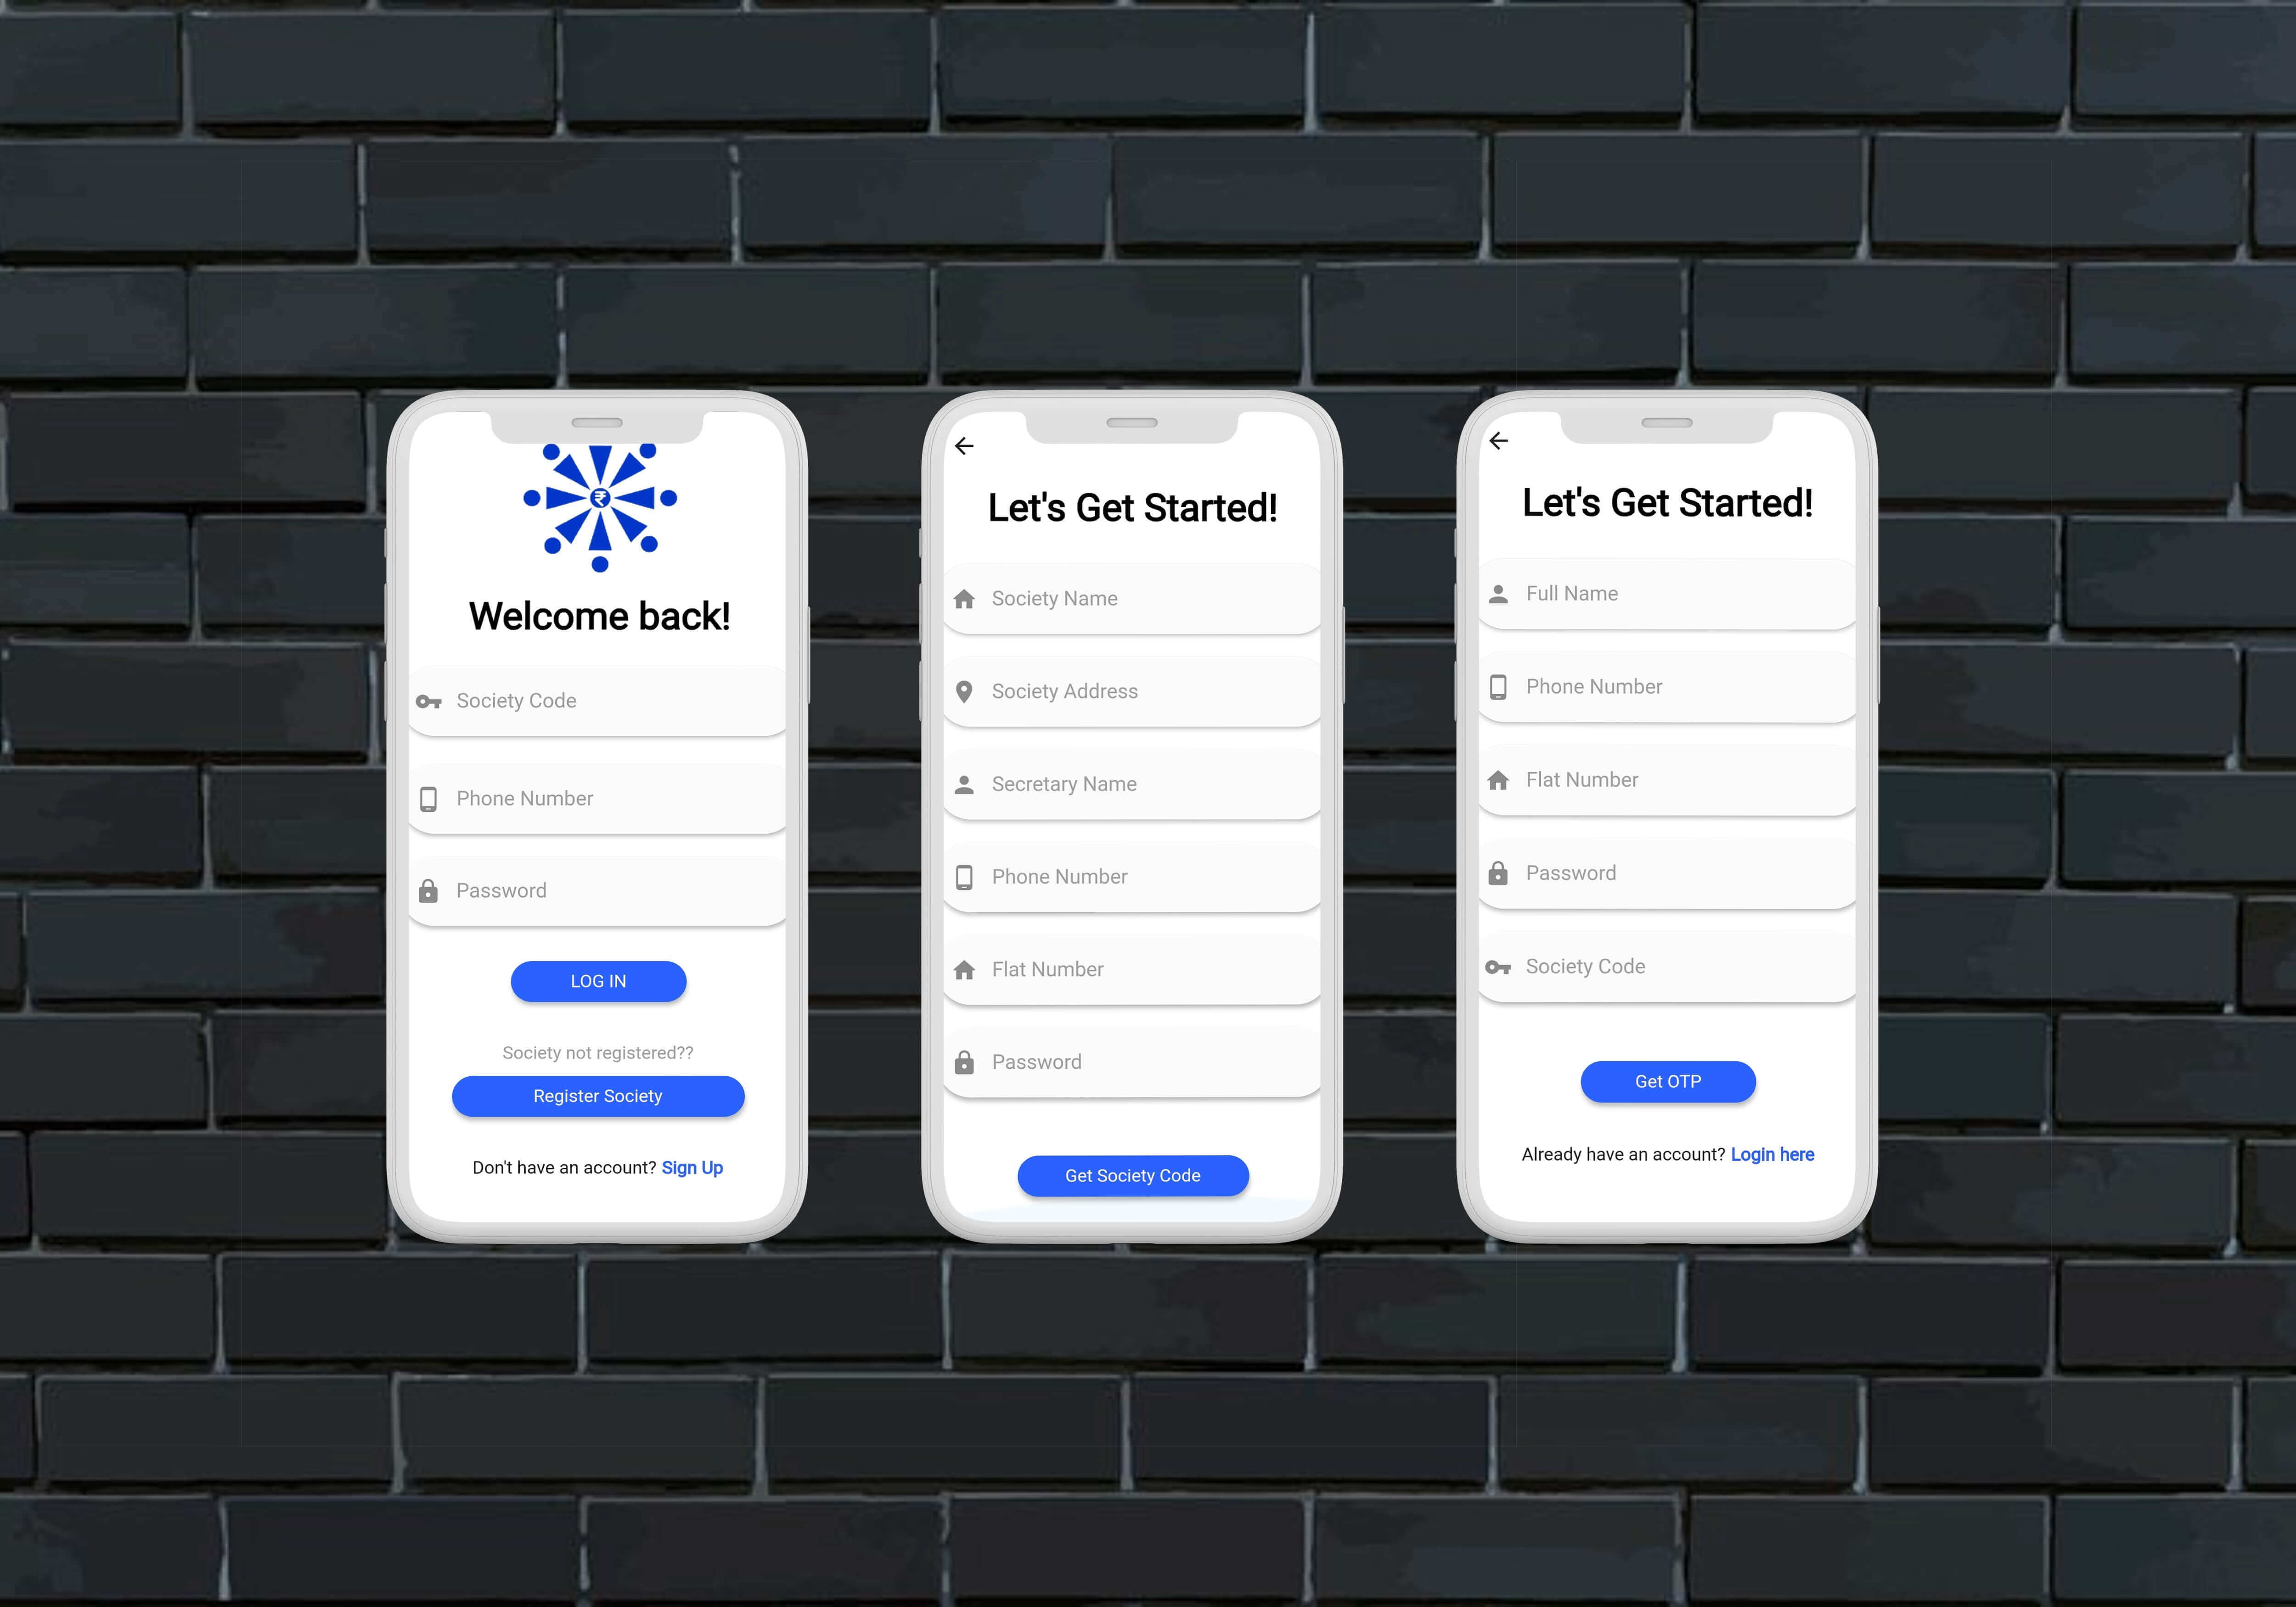 ₹
Welcome back!
Society Code
Phone Number
Password
LOG IN
Society not registered??
Register Society
Don't have an account? Sign Up
Let's Get Started!
Society Name
Society Address
Secretary Name
Phone Number
Flat Number
Password
Get Society Code
Let's Get Started!
Full Name
Phone Number
Flat Number
Password
Society Code
Get OTP
Already have an account? Login here